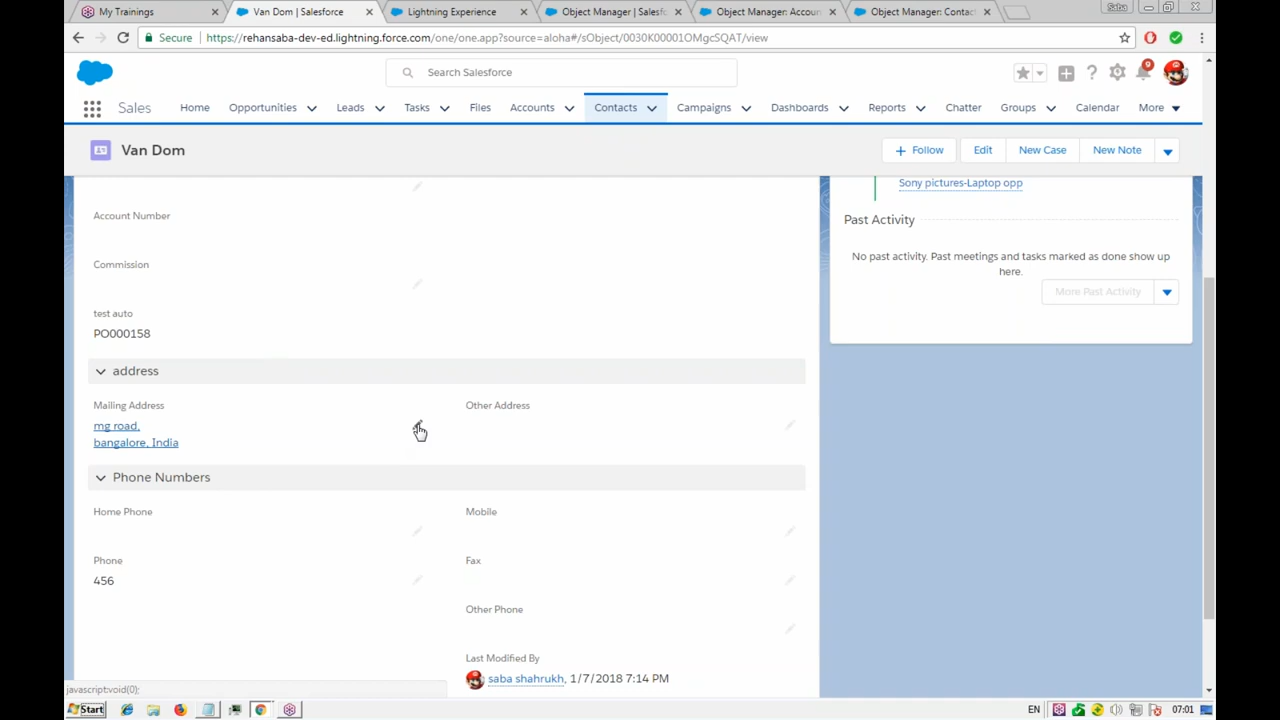 My Trainings
Van Dom | Salesforce
Lightning Experience
Object Manager | Salesf
Object Manager: Accoun
Object Manager: Contac
Saba
Secure
https://rehansaba-dev-ed.lightning.force.com/one/one.app?source=aloha#/sObject/0030K00001OMgcSQAT/view
Search Salesforce
9
Sales
Home
Opportunities
Leads
Tasks
Files
Accounts
Contacts
Campaigns
Dashboards
Reports
Chatter
Groups
Calendar
More
Van Dom
+ Follow
Edit
New Case
New Note
Sony pictures-Laptop opp
Account Number
Past Activity
Commission
No past activity. Past meetings and tasks marked as done show up
here.
More Past Activity
test auto
PO000158
address
Mailing Address
Other Address
mg road,
bangalore, India
Phone Numbers
Home Phone
Mobile
Phone
Fax
456
Other Phone
Last Modified By
saba shahrukh, 1/7/2018 7:14 PM
javascript:void(0);
Start
EN
07:01